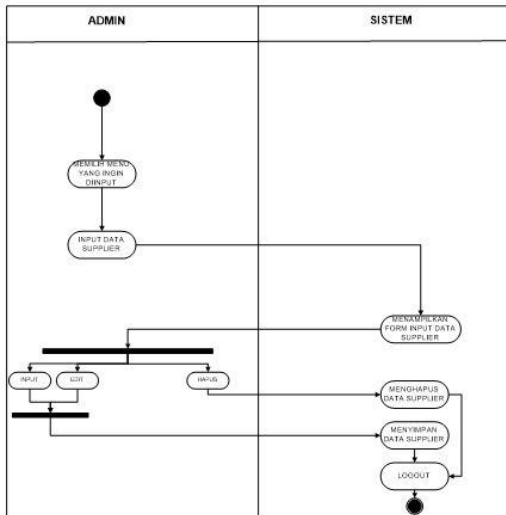 ADMIN
SISTEM
MEMILIH MENU
YANG INGIN
DIINPUT
INPUT DATA
SUPPLIER
MENAMPILKAN
FORM INPUT DATA
SUPPLIER
INPUT
EDIT
HAPUS
MENGHAPUS
DATA SUPPLIER
MENYIMPAN
DATA SUPPLIER
LOGOUT